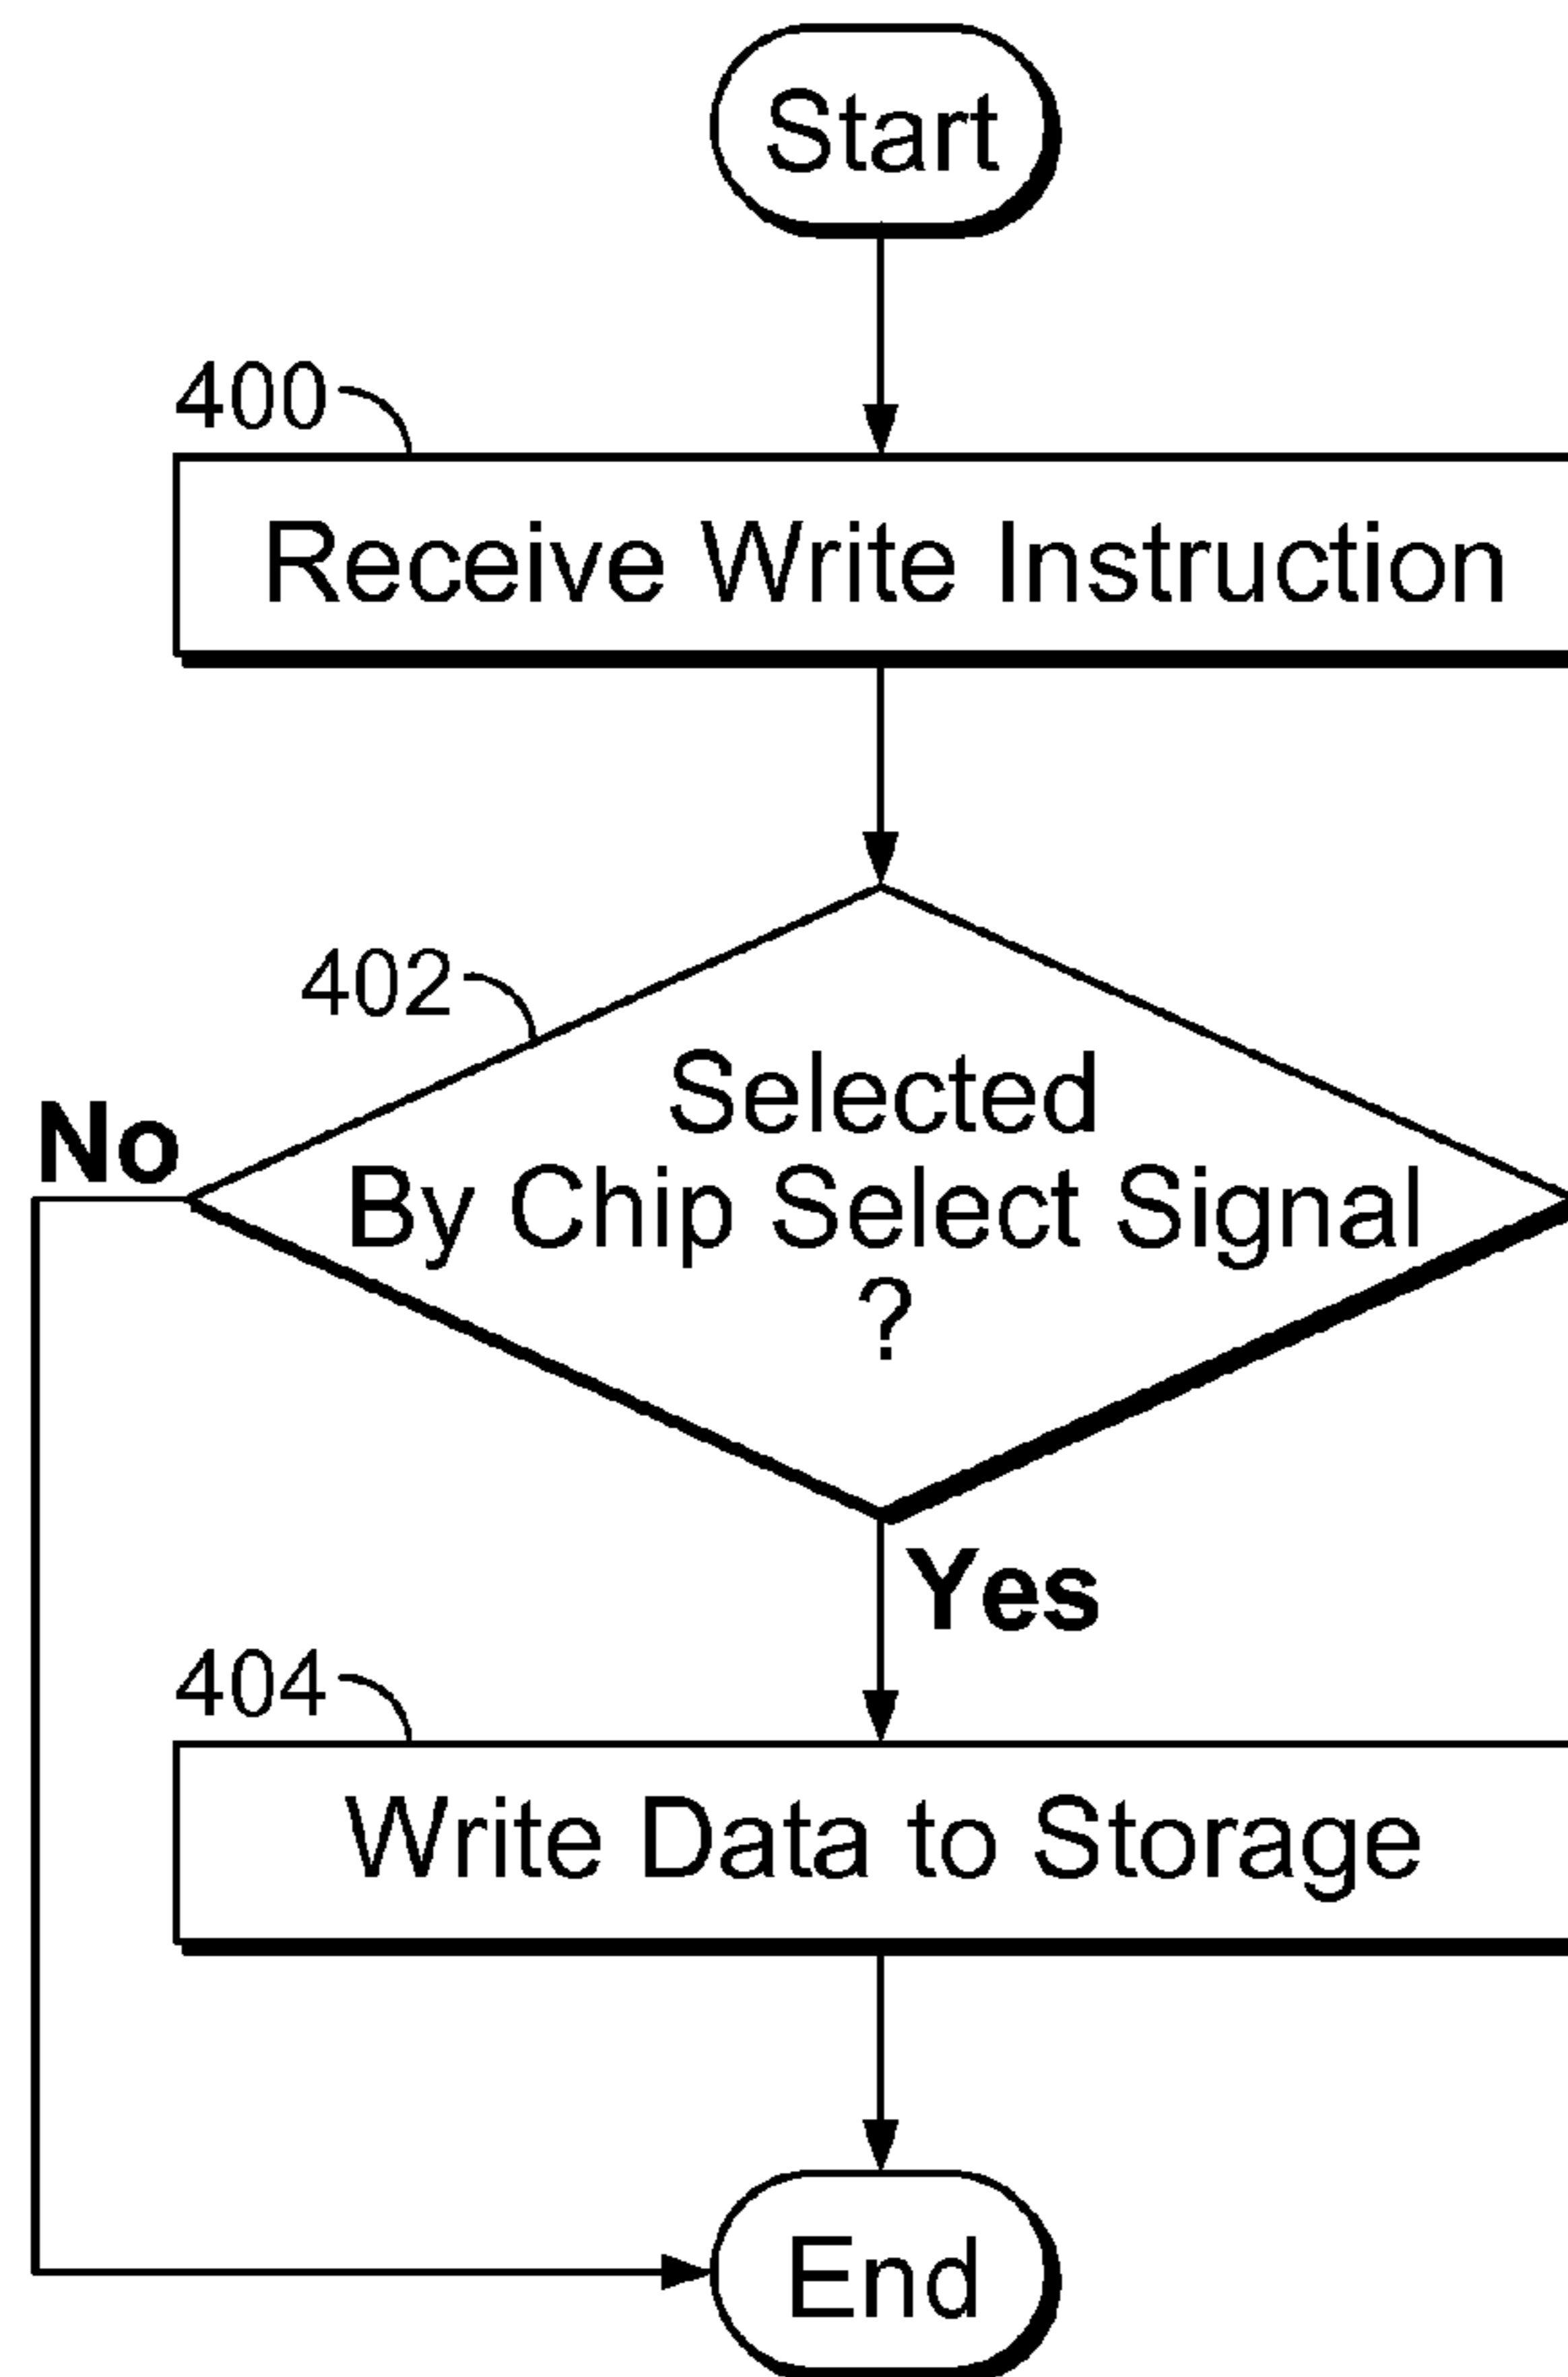 Start
400
Receive Write Instruction
402
Selected
By Chip Select Signal
?
No
Yes
404
Write Data to Storage
End